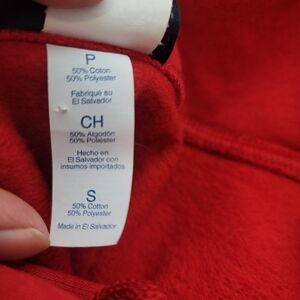 P
50% Coton
50% Polyester
Fabriqué au
El Salvador
CH
50% Algodón
50% Poliéster
Hecho en
El Salvador con
insumos importados
S
50% Cotton
50% Polyester
Made in El Salvador